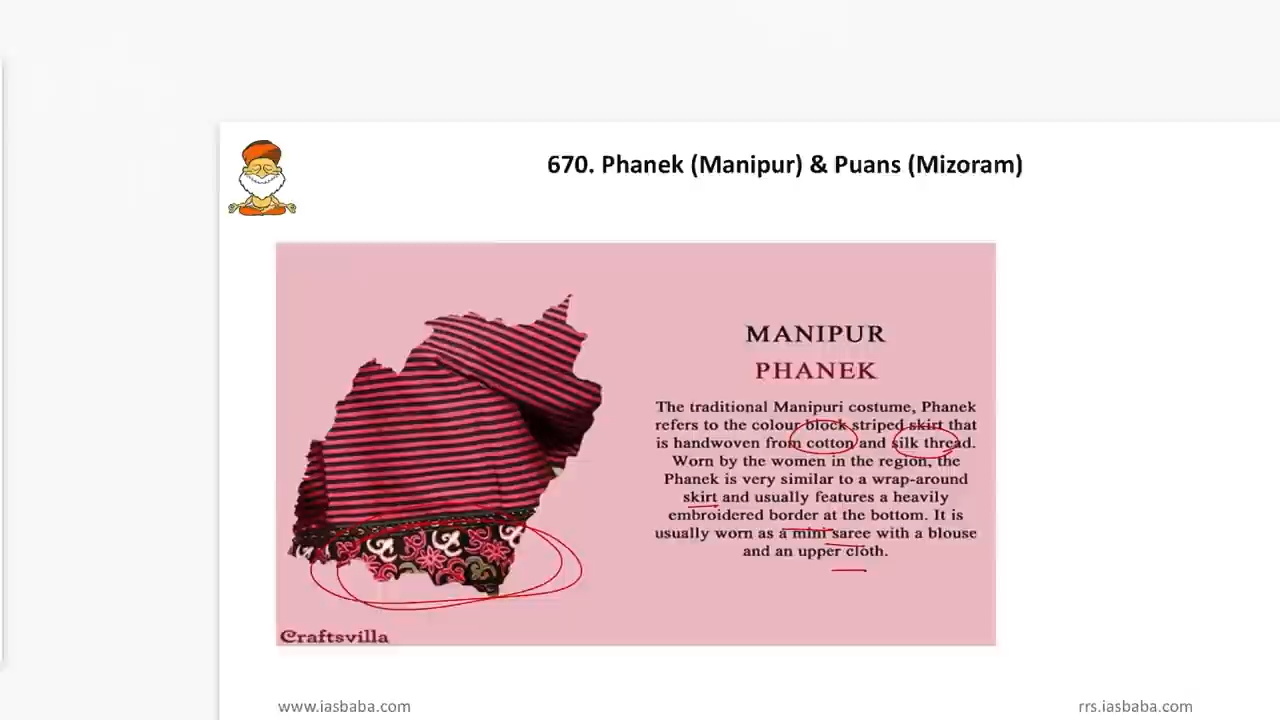 670. Phanek (Manipur) & Puans (Mizoram)
MANIPUR
PHANEK
The traditional Manipuri costume, Phanek
refers to the colour block striped skirt that
is handwoven from cotton and silk thread.
Worn by the women in the region, the
Phanek is very similar to a wrap-around
skirt and usually features a heavily
embroidered border at the bottom. It is
usually worn as a mini saree with a blouse
and an upper cloth.
Craftsvilla
www.iasbaba.com
rrs.iasbaba.com